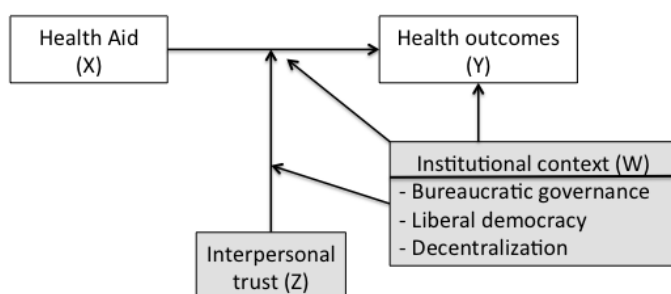 Health Aid
(X)
Health outcomes
(Y)
Institutional context (W)
- Bureaucratic governance
- Liberal democracy
- Decentralization
Interpersonal
trust (Z)